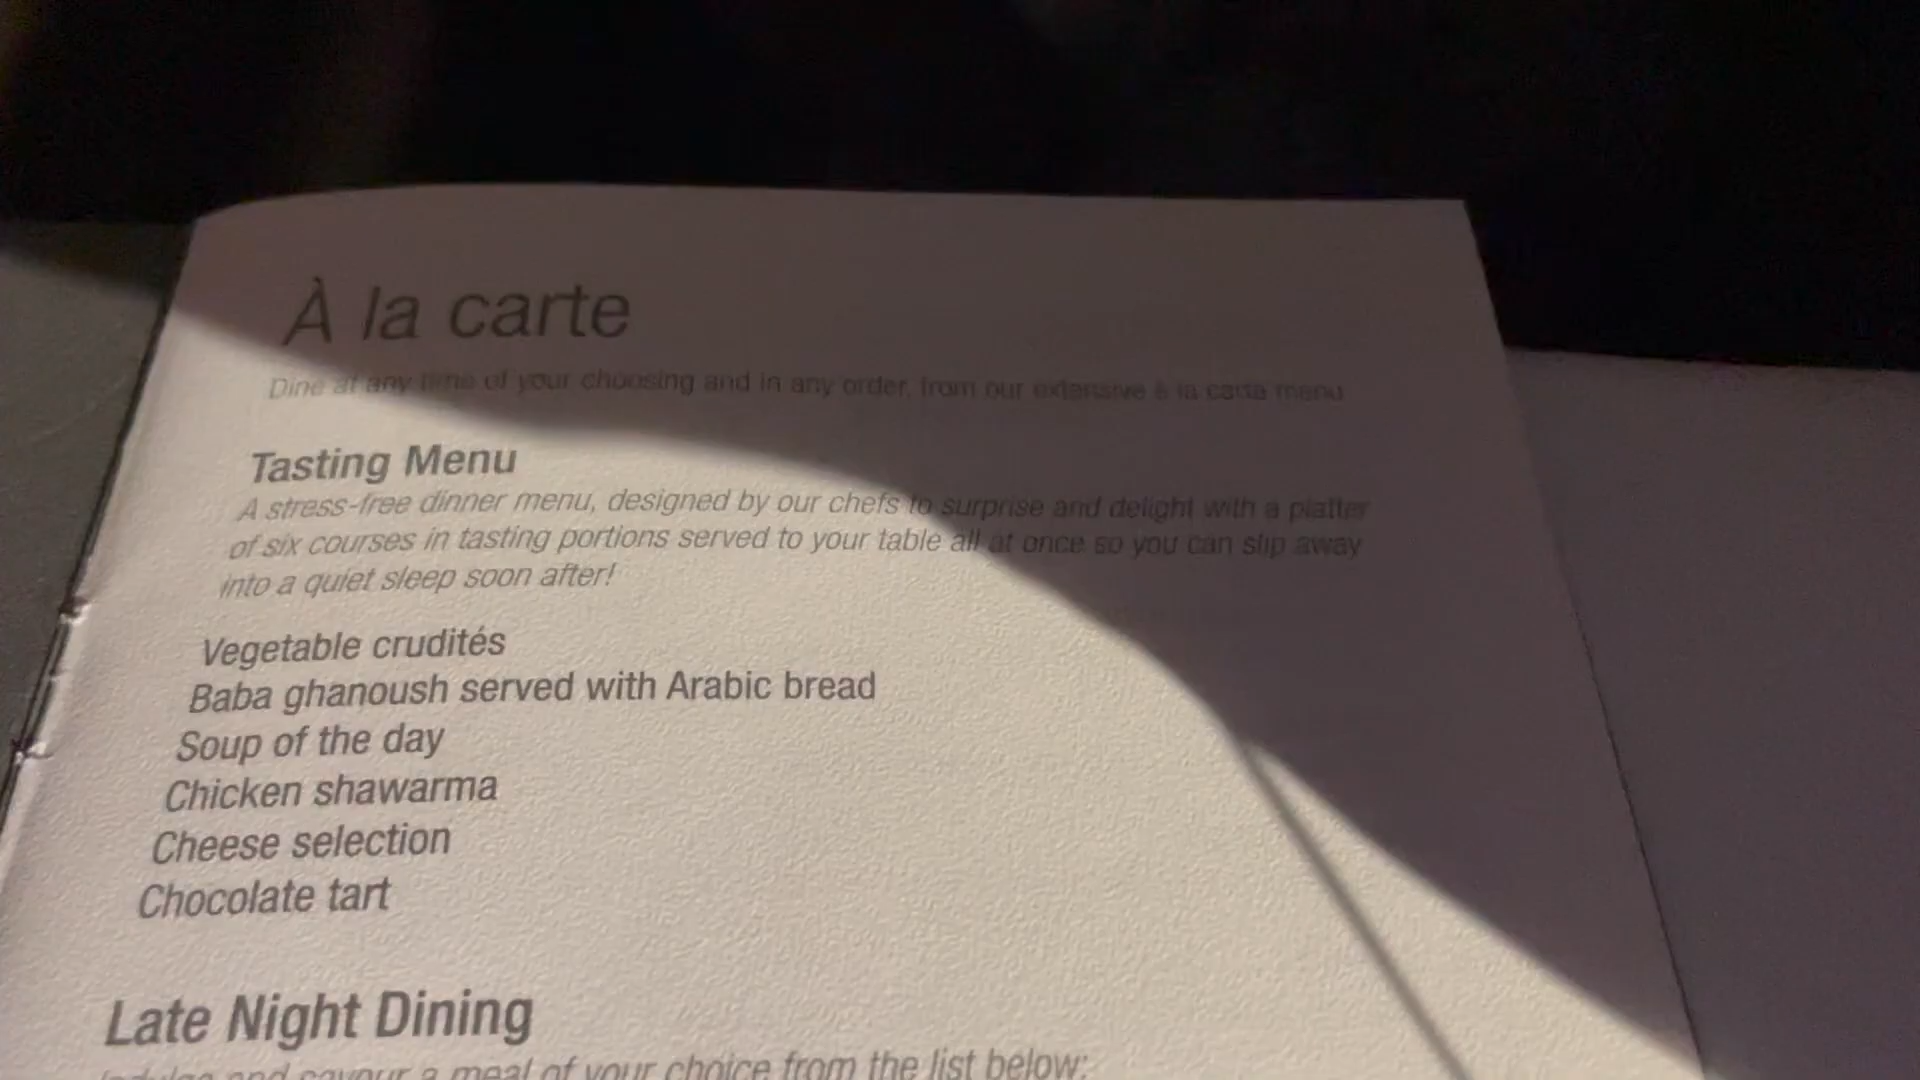 À la carte
Dine at any time of your choosing and in any order, from our extensive à la carte menu
Tasting Menu
A stress-free dinner menu, designed by our chefs to surprise and delight with a platter
of six courses in tasting portions served to your table all at once so you can slip away
into a quiet sleep soon after!
Vegetable crudités
Baba ghanoush served with Arabic bread
Soup of the day
Chicken shawarma
Cheese selection
Chocolate tart
Late Night Dining
Indulge and savour a meal of your choice from the list below: